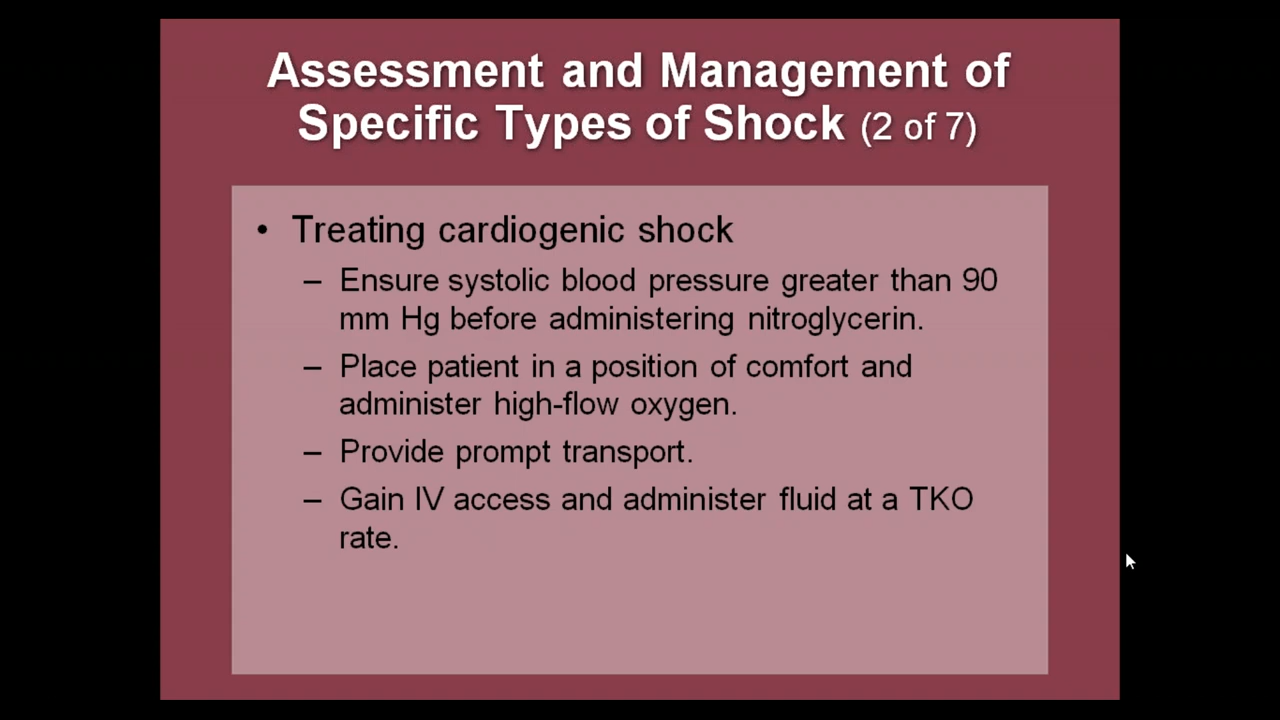 Assessment and Management of
Specific Types of Shock (2 of 7)
• Treating cardiogenic shock
– Ensure systolic blood pressure greater than 90
mm Hg before administering nitroglycerin.
– Place patient in a position of comfort and
administer high-flow oxygen.
– Provide prompt transport.
– Gain IV access and administer fluid at a TKO
rate.